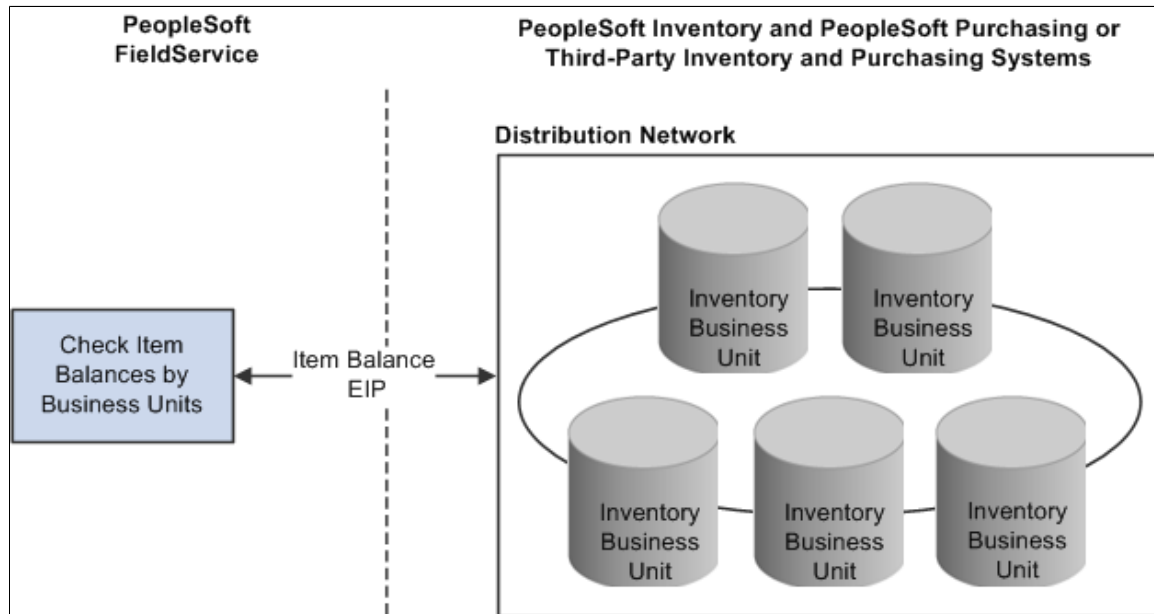 PeopleSoft
FieldService
PeopleSoft Inventory and PeopleSoft Purchasing or
Third-Party Inventory and Purchasing Systems
Distribution Network
Check Item
Balances by
Business Units
Item Balance
EIP
Inventory
Business
Unit
Inventory
Business
Unit
Inventory
Business
Unit
Inventory
Business
Unit
Inventory
Business
Unit